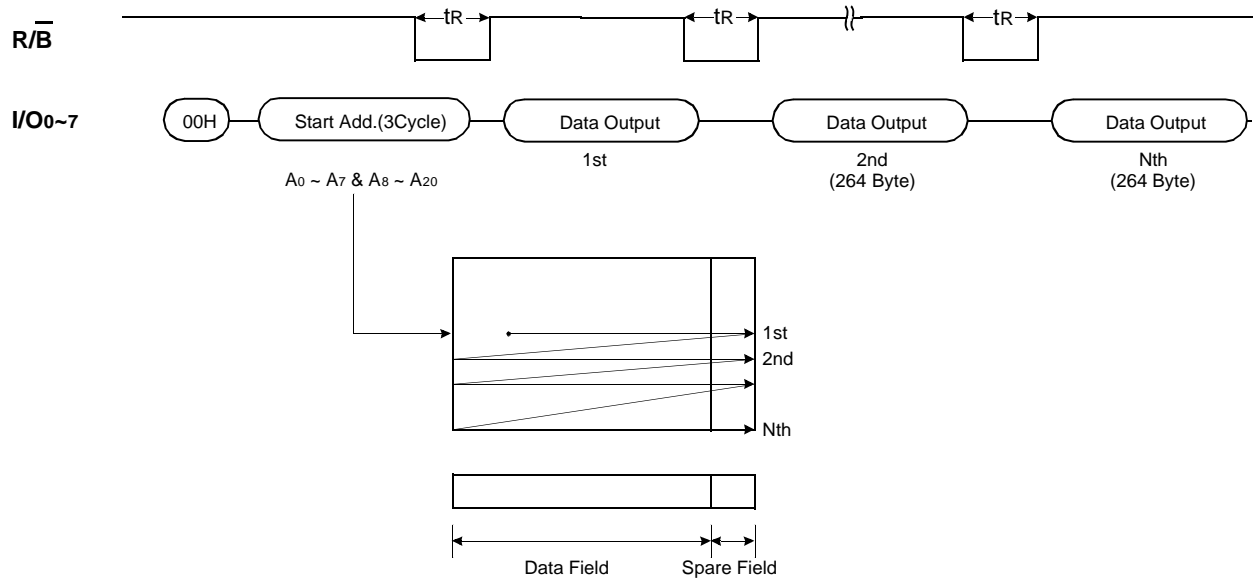 tR tR tR
R/B
I/O0~7 00H Start Add.(3Cycle) Data Output Data Output Data Output
1st 2nd Nth
(264 Byte) (264 Byte)
A0 ~ A7 & A8 ~ A20
1st
2nd
Nth
Data Field Spare Field